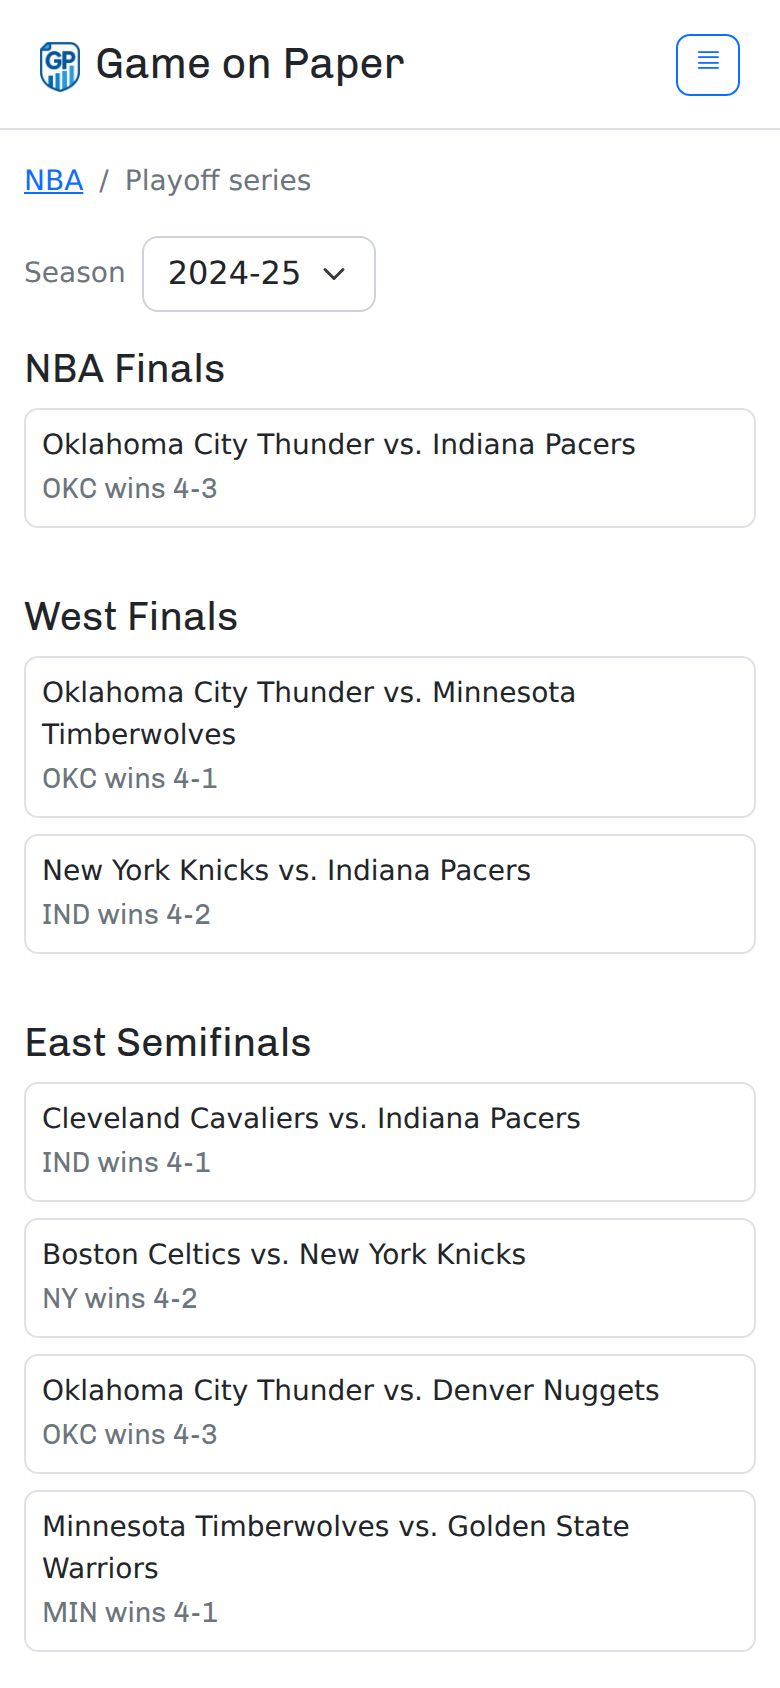 GP Game on Paper
NBA / Playoff series
Season 2024-25
NBA Finals
Oklahoma City Thunder vs. Indiana Pacers
OKC wins 4-3
West Finals
Oklahoma City Thunder vs. Minnesota
Timberwolves
OKC wins 4-1
New York Knicks vs. Indiana Pacers
IND wins 4-2
East Semifinals
Cleveland Cavaliers vs. Indiana Pacers
IND wins 4-1
Boston Celtics vs. New York Knicks
NY wins 4-2
Oklahoma City Thunder vs. Denver Nuggets
OKC wins 4-3
Minnesota Timberwolves vs. Golden State
Warriors
MIN wins 4-1